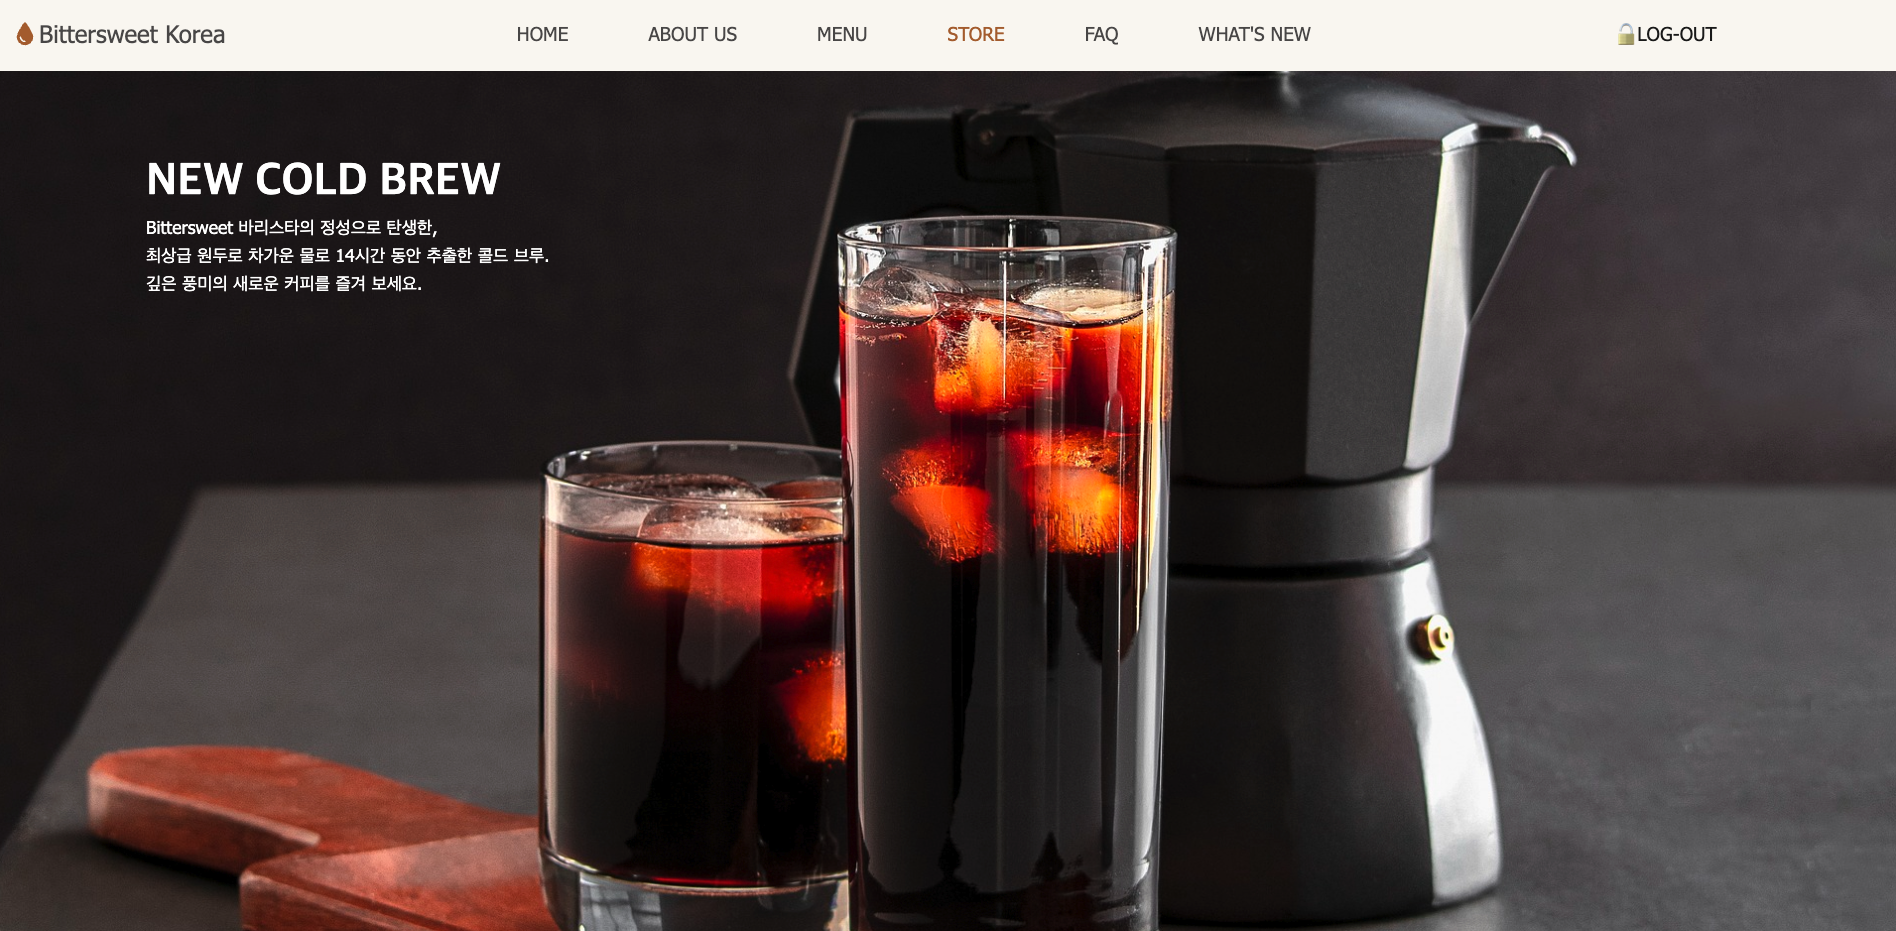 Bittersweet Korea
HOME
ABOUT US
MENU
STORE
FAQ
WHAT'S NEW
LOG-OUT
NEW COLD BREW
Bittersweet 바리스타의 정성으로 탄생한,
최상급 원두로 차가운 물로 14시간 동안 추출한 콜드 브루.
깊은 풍미의 새로운 커피를 즐겨 보세요.